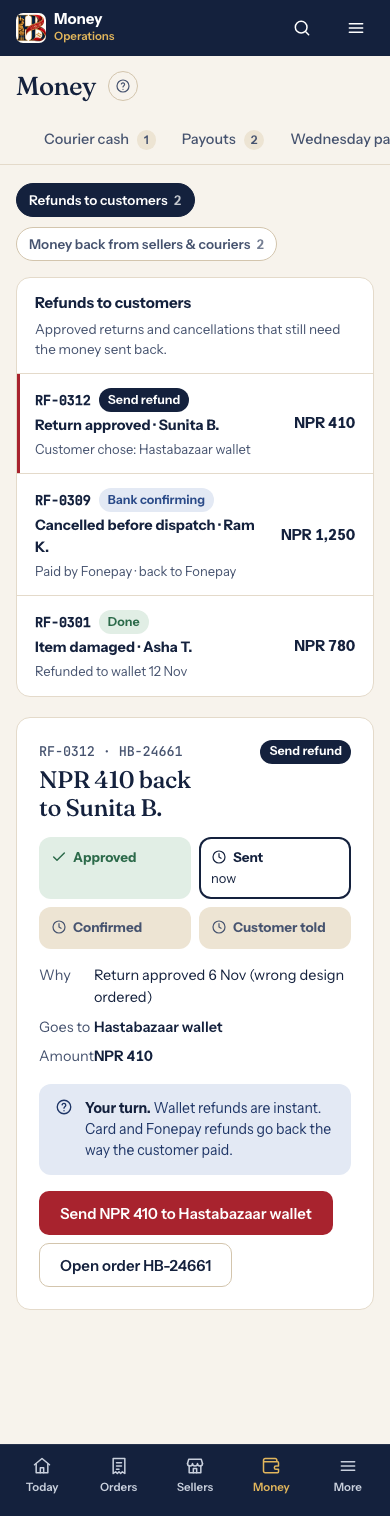 Money
Operations
Money
Courier cash 1 Payouts 2 Wednesday pa
Refunds to customers 2
Money back from sellers & couriers 2
Refunds to customers
Approved returns and cancellations that still need
the money sent back.
RF-0312 Send refund
Return approved · Sunita B. NPR 410
Customer chose: Hastabazaar wallet
RF-0309 Bank confirming
Cancelled before dispatch · Ram
K. NPR 1,250
Paid by Fonepay · back to Fonepay
RF-0301 Done
Item damaged · Asha T. NPR 780
Refunded to wallet 12 Nov
RF-0312 · HB-24661 Send refund
NPR 410 back
to Sunita B.
Approved
Sent
now
Confirmed
Customer told
Why Return approved 6 Nov (wrong design
ordered)
Goes to Hastabazaar wallet
Amount NPR 410
Your turn. Wallet refunds are instant.
Card and Fonepay refunds go back the
way the customer paid.
Send NPR 410 to Hastabazaar wallet
Open order HB-24661
Today Orders Sellers Money More